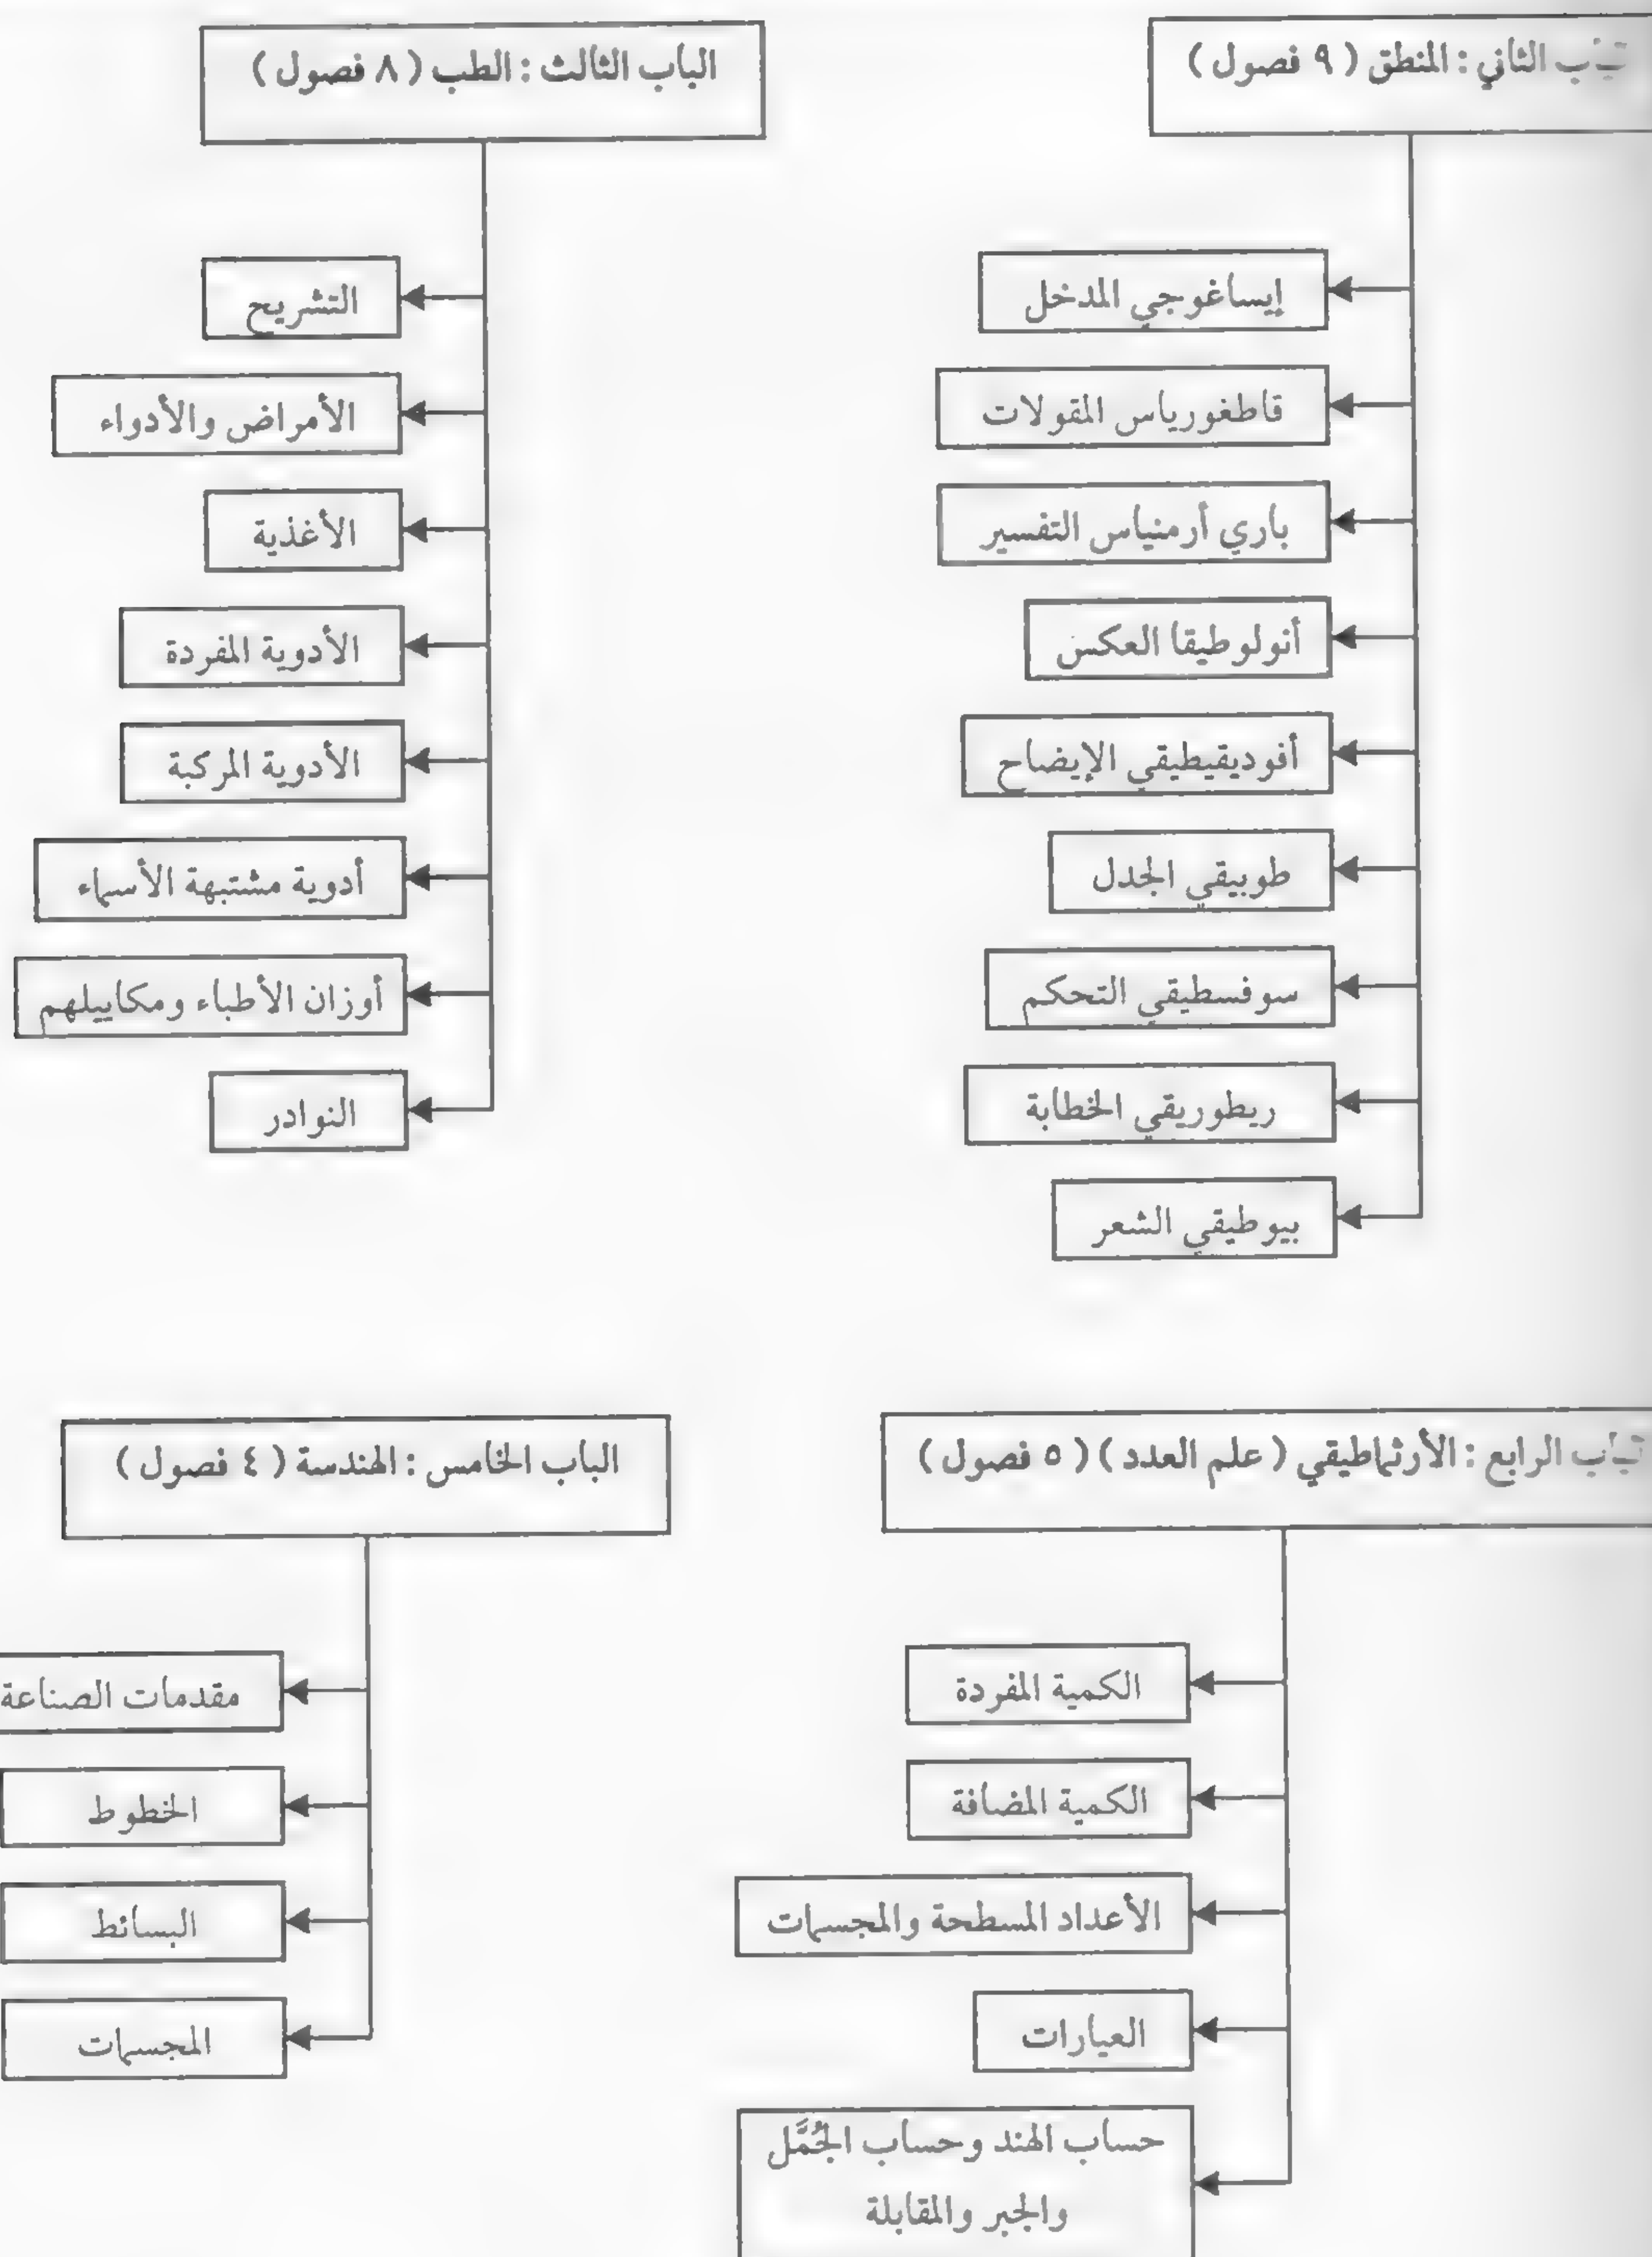 الباب الثاني : المنطق ( ٩ فصول )
إيساغوجي المدخل
قاطغورياس المقولات
باري أرمنياس التفسير
أنولوطيقا العكس
أفوديقيطيقي الإيضاح
طوبيقي الجدل
سوفسطيقي التحكم
ريطوريقي الخطابة
بيوطيقي الشعر
الباب الثالث : الطب ( ٨ فصول )
التشريح
الأمراض والأدواء
الأغذية
الأدوية المفردة
الأدوية المركبة
أدوية مشتبهة الأسماء
أوزان الأطباء ومكاييلهم
النوادر
الباب الرابع : الأرثماطيقي ( علم العدد ) ( ٥ فصول )
الكمية المفردة
الكمية المضافة
الأعداد المسطحة والمجسمات
العيارات
حساب الهند وحساب الجُمَّل
والجبر والمقابلة
الباب الخامس : الهندسة ( ٤ فصول )
مقدمات الصناعة
الخطوط
البسائط
المجسمات